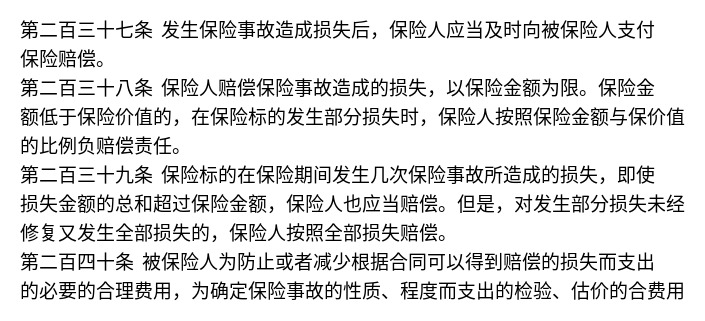 第二百三十七条 发生保险事故造成损失后，保险人应当及时向被保险人支付
保险赔偿。
第二百三十八条 保险人赔偿保险事故造成的损失，以保险金额为限。保险金
额低于保险价值的，在保险标的发生部分损失时，保险人按照保险金额与保价值
的比例负赔偿责任。
第二百三十九条 保险标的在保险期间发生几次保险事故所造成的损失，即使
损失金额的总和超过保险金额，保险人也应当赔偿。但是，对发生部分损失未经
修复又发生全部损失的，保险人按照全部损失赔偿。
第二百四十条 被保险人为防止或者减少根据合同可以得到赔偿的损失而支出
的必要的合理费用，为确定保险事故的性质、程度而支出的检验、估价的合费用